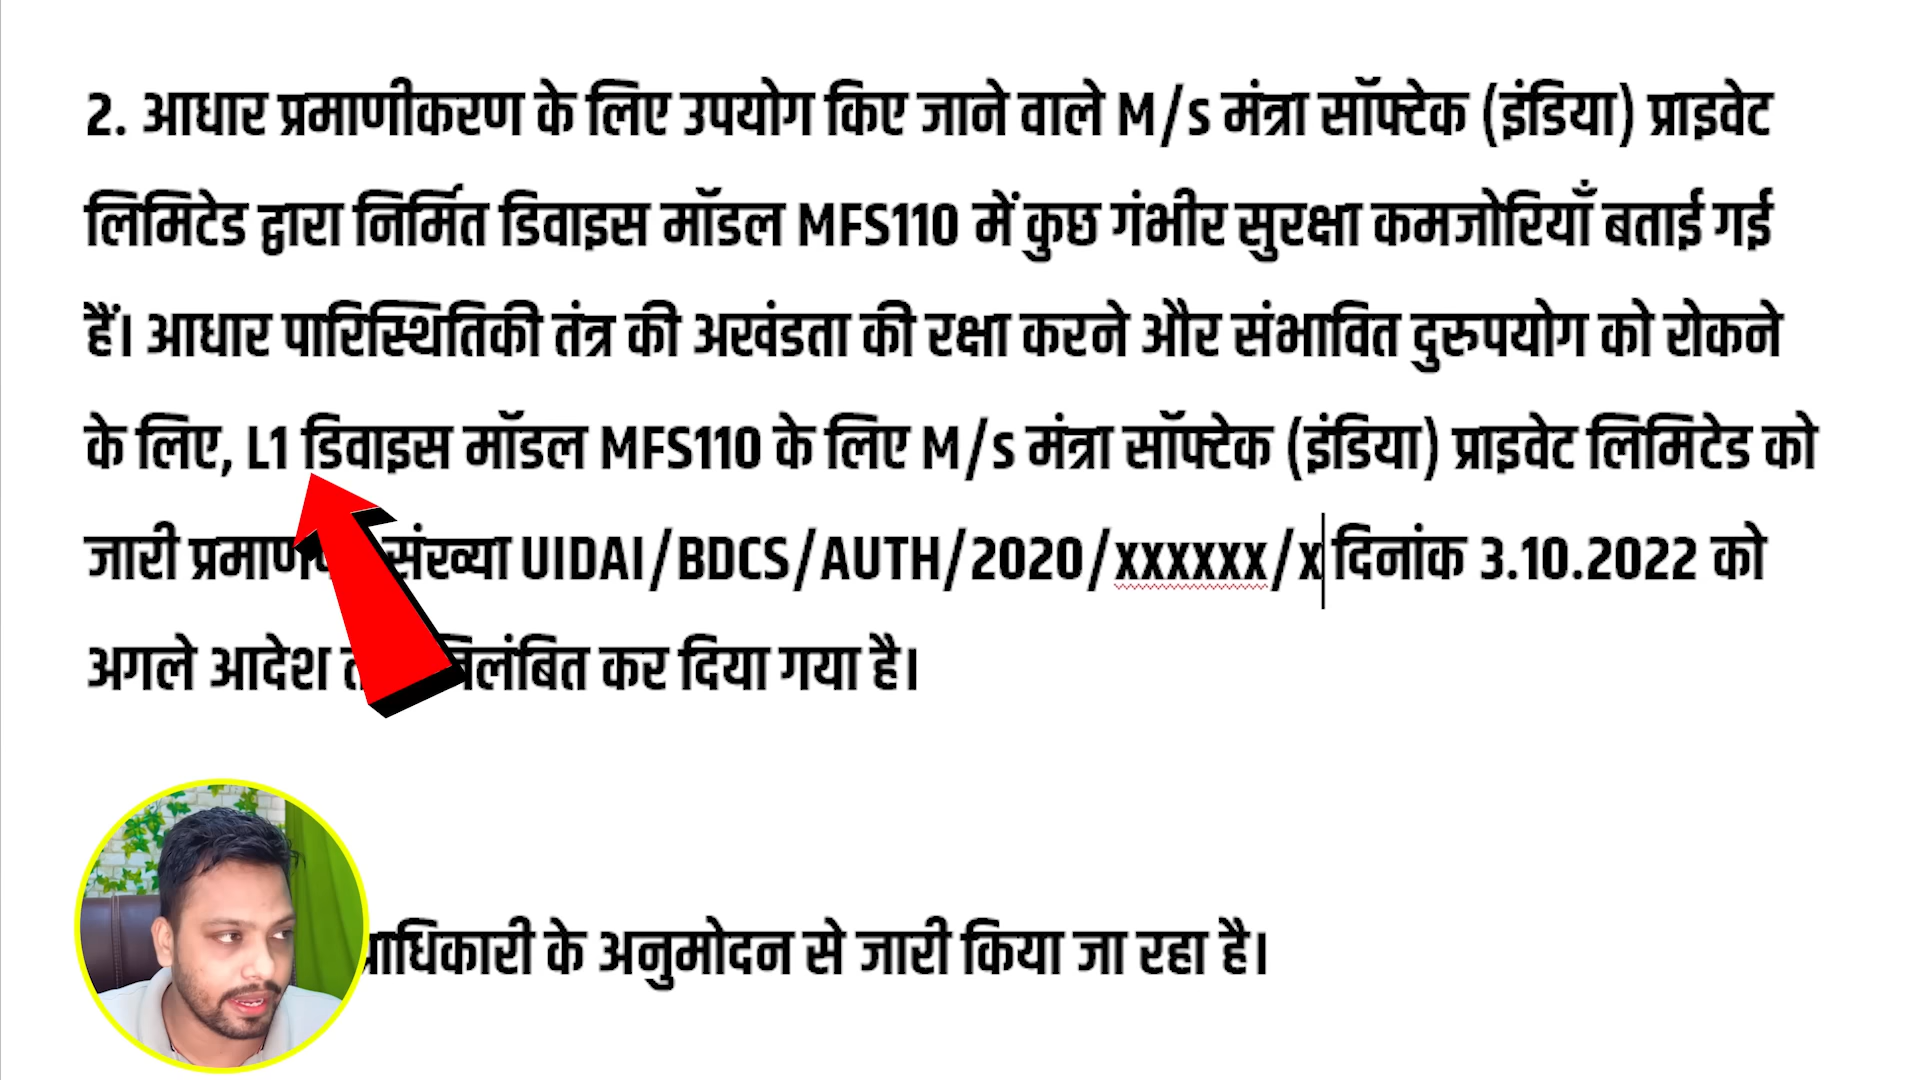 2. आधार प्रमाणीकरण के लिए उपयोग किए जाने वाले M/s मंत्रा सॉफ्टेक (इंडिया) प्राइवेट
लिमिटेड द्वारा निर्मित डिवाइस मॉडल MFS110 में कुछ गंभीर सुरक्षा कमजोरियाँ बताई गई
हैं। आधार पारिस्थितिकी तंत्र की अखंडता की रक्षा करने और संभावित दुरुपयोग को रोकने
के लिए, L1 डिवाइस मॉडल MFS110 के लिए M/s मंत्रा सॉफ्टेक (इंडिया) प्राइवेट लिमिटेड को
जारी संख्या UIDAI/BDCS/AUTH/2020/xxxxxx/x दिनांक 3.10.2022 को
अगले आदेश कर दिया गया है।
के अनुमोदन से जारी किया जा रहा है।